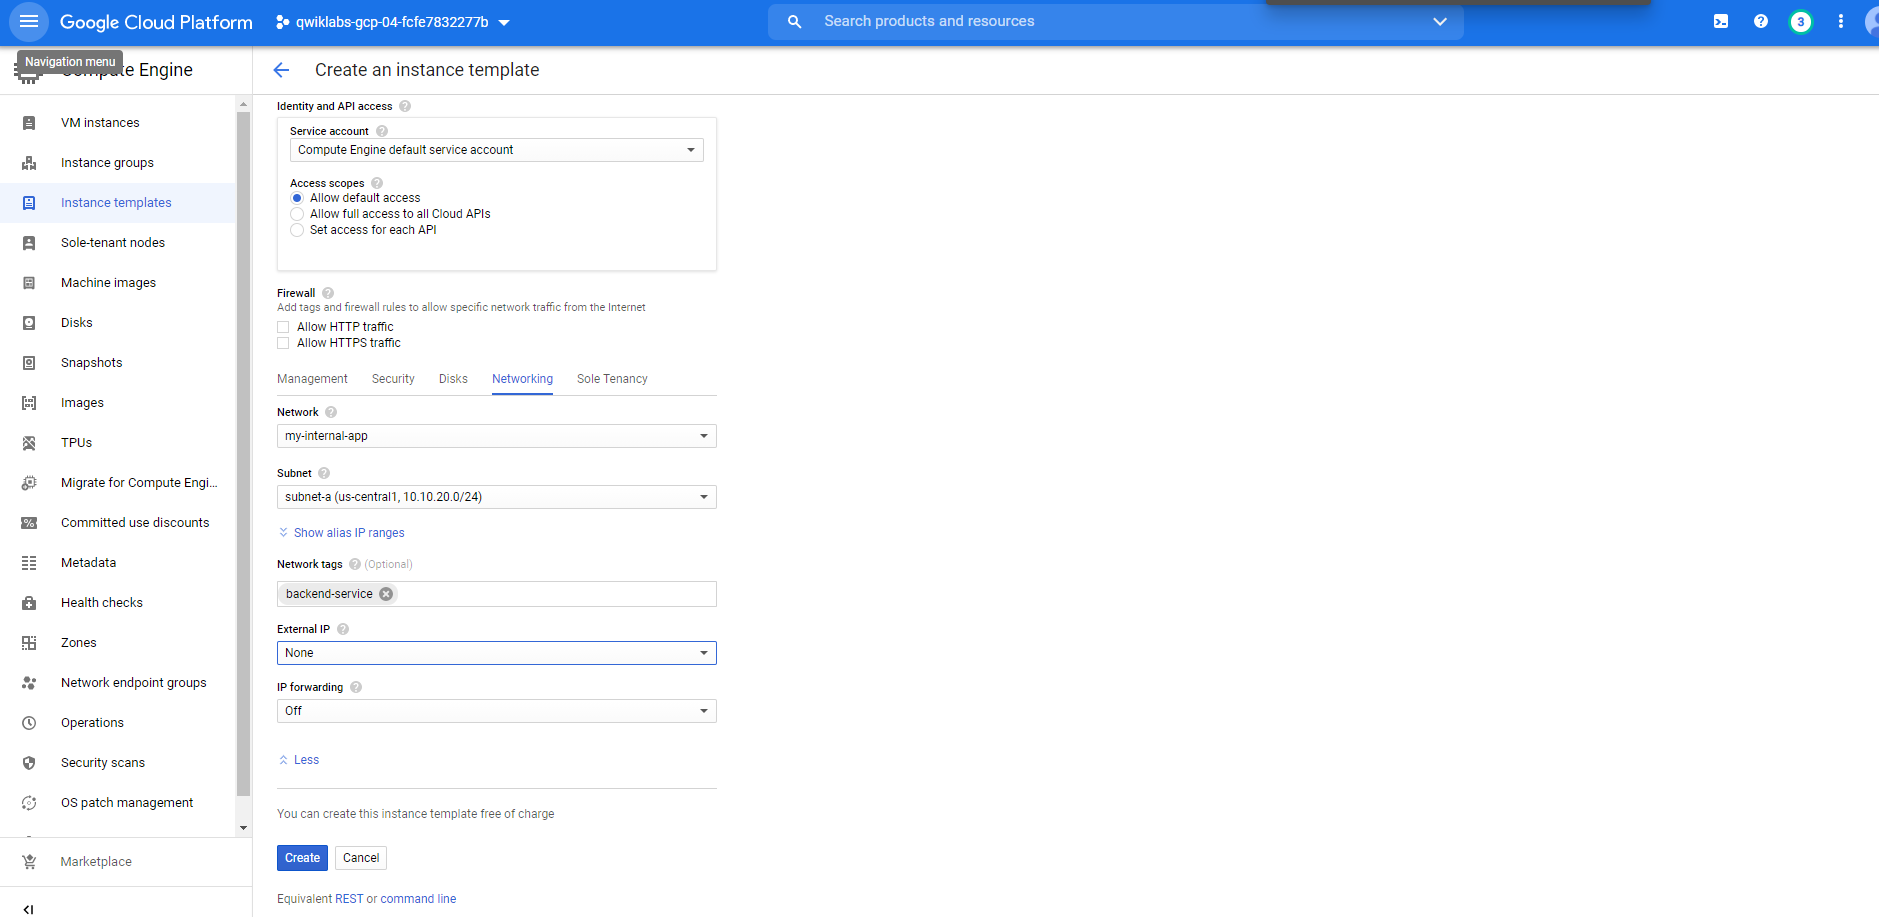 Google Cloud Platform
qwiklabs-gcp-04-fcfe7832277b
Search products and resources
3
Navigation menu
Compute Engine
Create an instance template
VM instances
Instance groups
Instance templates
Sole-tenant nodes
Machine images
Disks
Snapshots
Images
TPUs
Migrate for Compute Engi...
Committed use discounts
Metadata
Health checks
Zones
Network endpoint groups
Operations
Security scans
OS patch management
Marketplace
Identity and API access
Service account
Compute Engine default service account
Access scopes
Allow default access
Allow full access to all Cloud APIs
Set access for each API
Firewall
Add tags and firewall rules to allow specific network traffic from the Internet
Allow HTTP traffic
Allow HTTPS traffic
Management Security Disks Networking Sole Tenancy
Network
my-internal-app
Subnet
subnet-a (us-central1, 10.10.20.0/24)
Show alias IP ranges
Network tags (Optional)
backend-service
External IP
None
IP forwarding
Off
Less
You can create this instance template free of charge
Create Cancel
Equivalent REST or command line